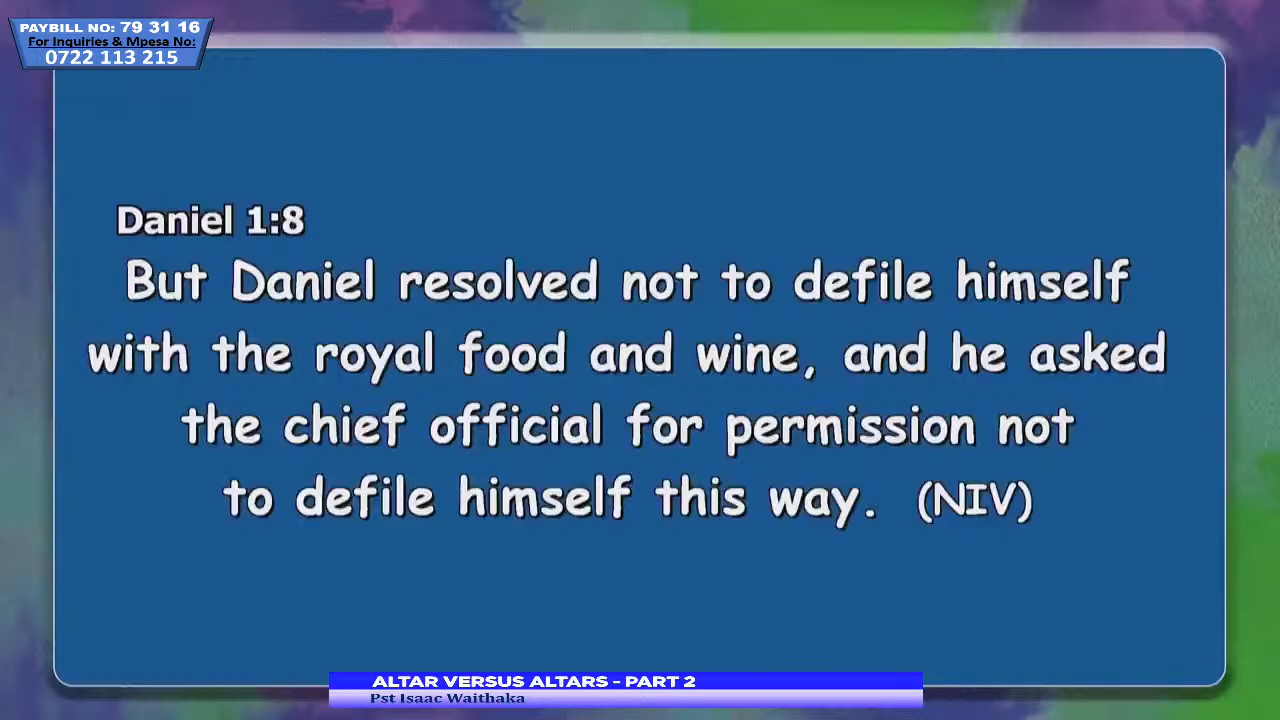 PAYBILL NO: 79 31 16
For Inquiries & Mpesa No:
0722 113 215
Daniel 1:8
But Daniel resolved not to defile himself
with the royal food and wine, and he asked
the chief official for permission not
to defile himself this way. (NIV)
ALTAR VERSUS ALTARS - PART 2
Pst Isaac Waithaka